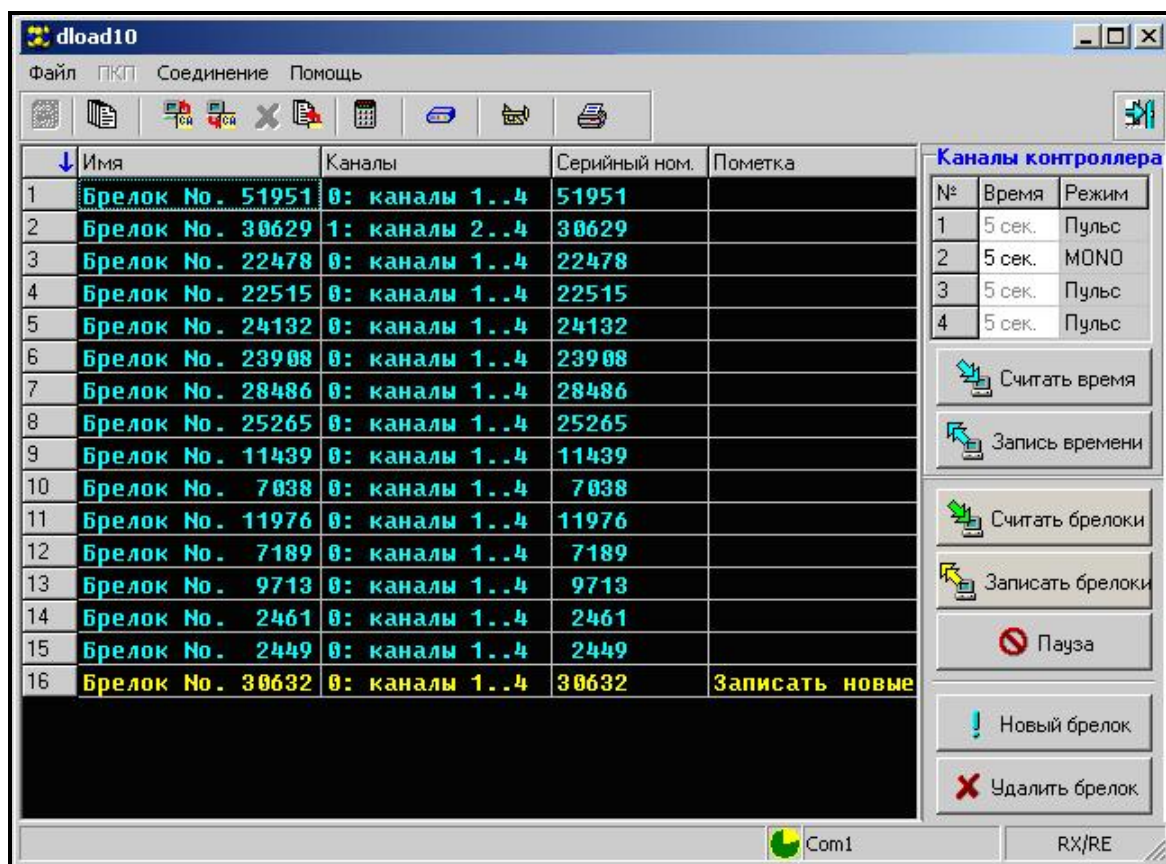 dload10
Файл ПКП Соединение Помощь
Имя Каналы Серийный ном. Пометка
1 Брелок No. 51951 0: каналы 1..4 51951
2 Брелок No. 30629 1: каналы 2..4 30629
3 Брелок No. 22478 0: каналы 1..4 22478
4 Брелок No. 22515 0: каналы 1..4 22515
5 Брелок No. 24132 0: каналы 1..4 24132
6 Брелок No. 23908 0: каналы 1..4 23908
7 Брелок No. 28486 0: каналы 1..4 28486
8 Брелок No. 25265 0: каналы 1..4 25265
9 Брелок No. 11439 0: каналы 1..4 11439
10 Брелок No. 7038 0: каналы 1..4 7038
11 Брелок No. 11976 0: каналы 1..4 11976
12 Брелок No. 7189 0: каналы 1..4 7189
13 Брелок No. 9713 0: каналы 1..4 9713
14 Брелок No. 2461 0: каналы 1..4 2461
15 Брелок No. 2449 0: каналы 1..4 2449
16 Брелок No. 30632 0: каналы 1..4 30632 Записать новые
Каналы контроллера
№ Время Режим
1 5 сек. Пульс
2 5 сек. MONO
3 5 сек. Пульс
4 5 сек. Пульс
Считать время
Запись времени
Считать брелоки
Записать брелоки
Пауза
Новый брелок
Удалить брелок
Com1 RX/RE